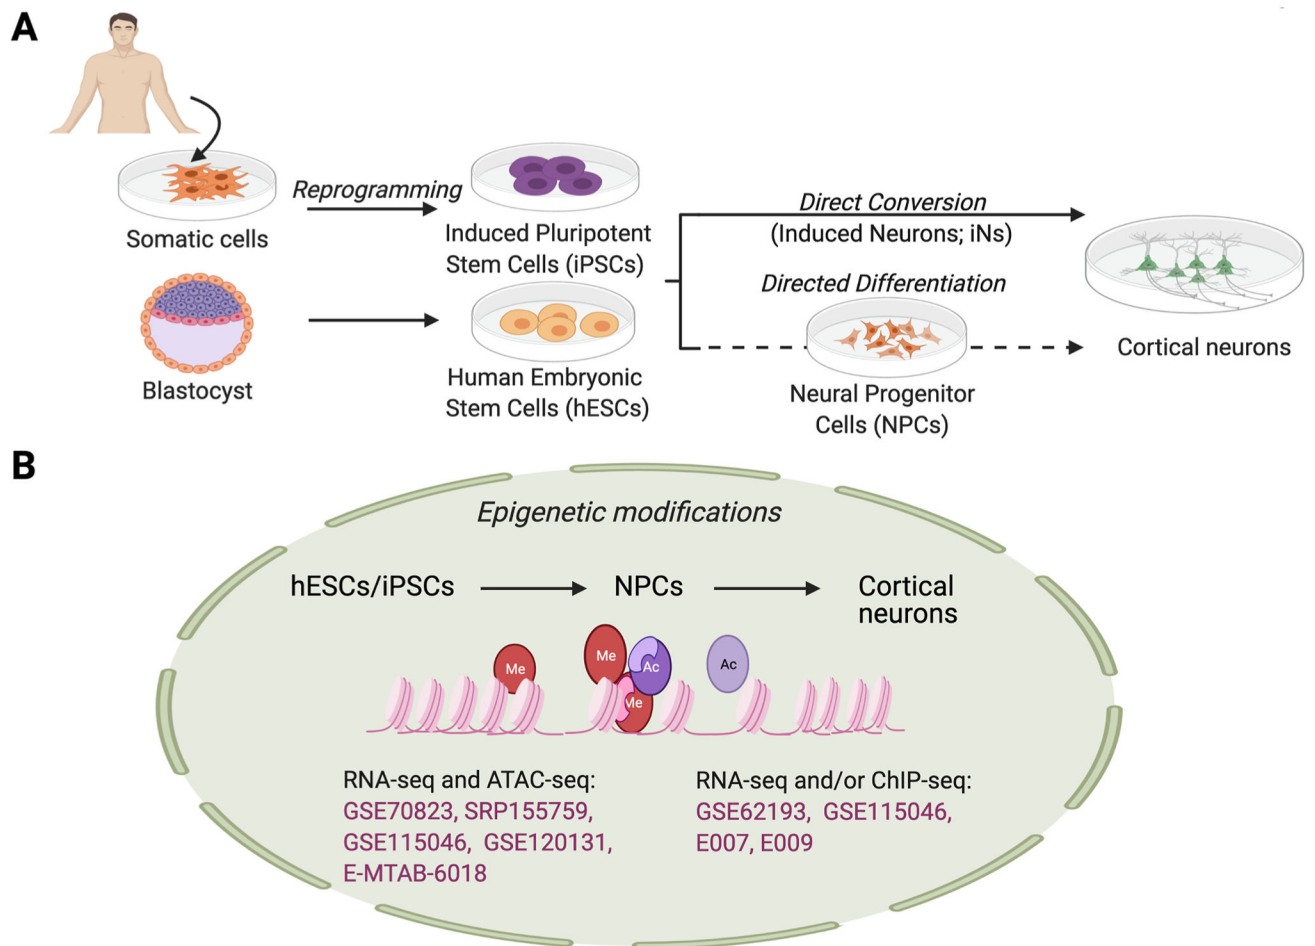 A
Reprogramming
Somatic cells
Induced Pluripotent
Stem Cells (iPSCs)
Direct Conversion
(Induced Neurons; iNs)
Directed Differentiation
Blastocyst
Human Embryonic
Stem Cells (hESCs)
Neural Progenitor
Cells (NPCs)
Cortical neurons
B
Epigenetic modifications
hESCs/iPSCs
NPCs
Cortical
neurons
Me
Me
Ac
Me
Ac
RNA-seq and ATAC-seq:
GSE70823, SRP155759,
GSE115046, GSE120131,
E-MTAB-6018
RNA-seq and/or ChIP-seq:
GSE62193, GSE115046,
E007, E009